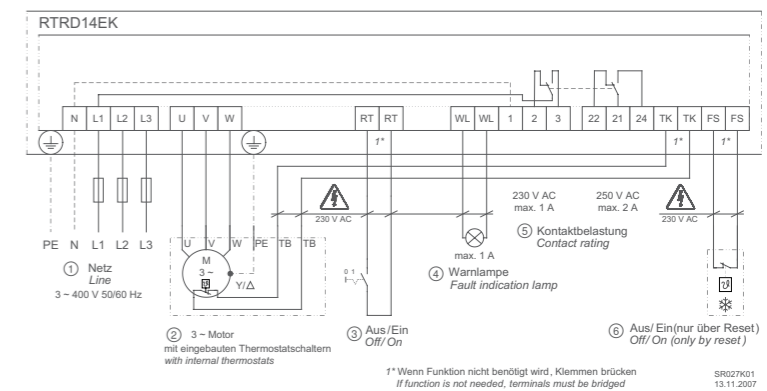 RTRD14EK
N L1 L2 L3 U V W RT RT WL WL 1 2 3 22 21 24 TK TK FS FS
1* 1* 1*
230 V AC
230 V AC
max. 1 A
250 V AC
max. 2 A
230 V AC
PE N L1 L2 L3
U V W PE TB TB
M
3 ~
Y/Δ
0 1
max. 1 A
⑤ Kontaktbelastung
Contact rating
① Netz
Line
3 ~ 400 V 50/60 Hz
④ Warnlampe
Fault indication lamp
ϑ
② 3 ~ Motor
mit eingebauten Thermostatschaltern
with internal thermostats
③ Aus/Ein
Off/ On
⑥ Aus/ Ein(nur über Reset)
Off/ On (only by reset)
1* Wenn Funktion nicht benötigt wird, Klemmen brücken
If function is not needed, terminals must be bridged
SR027K01
13.11.2007